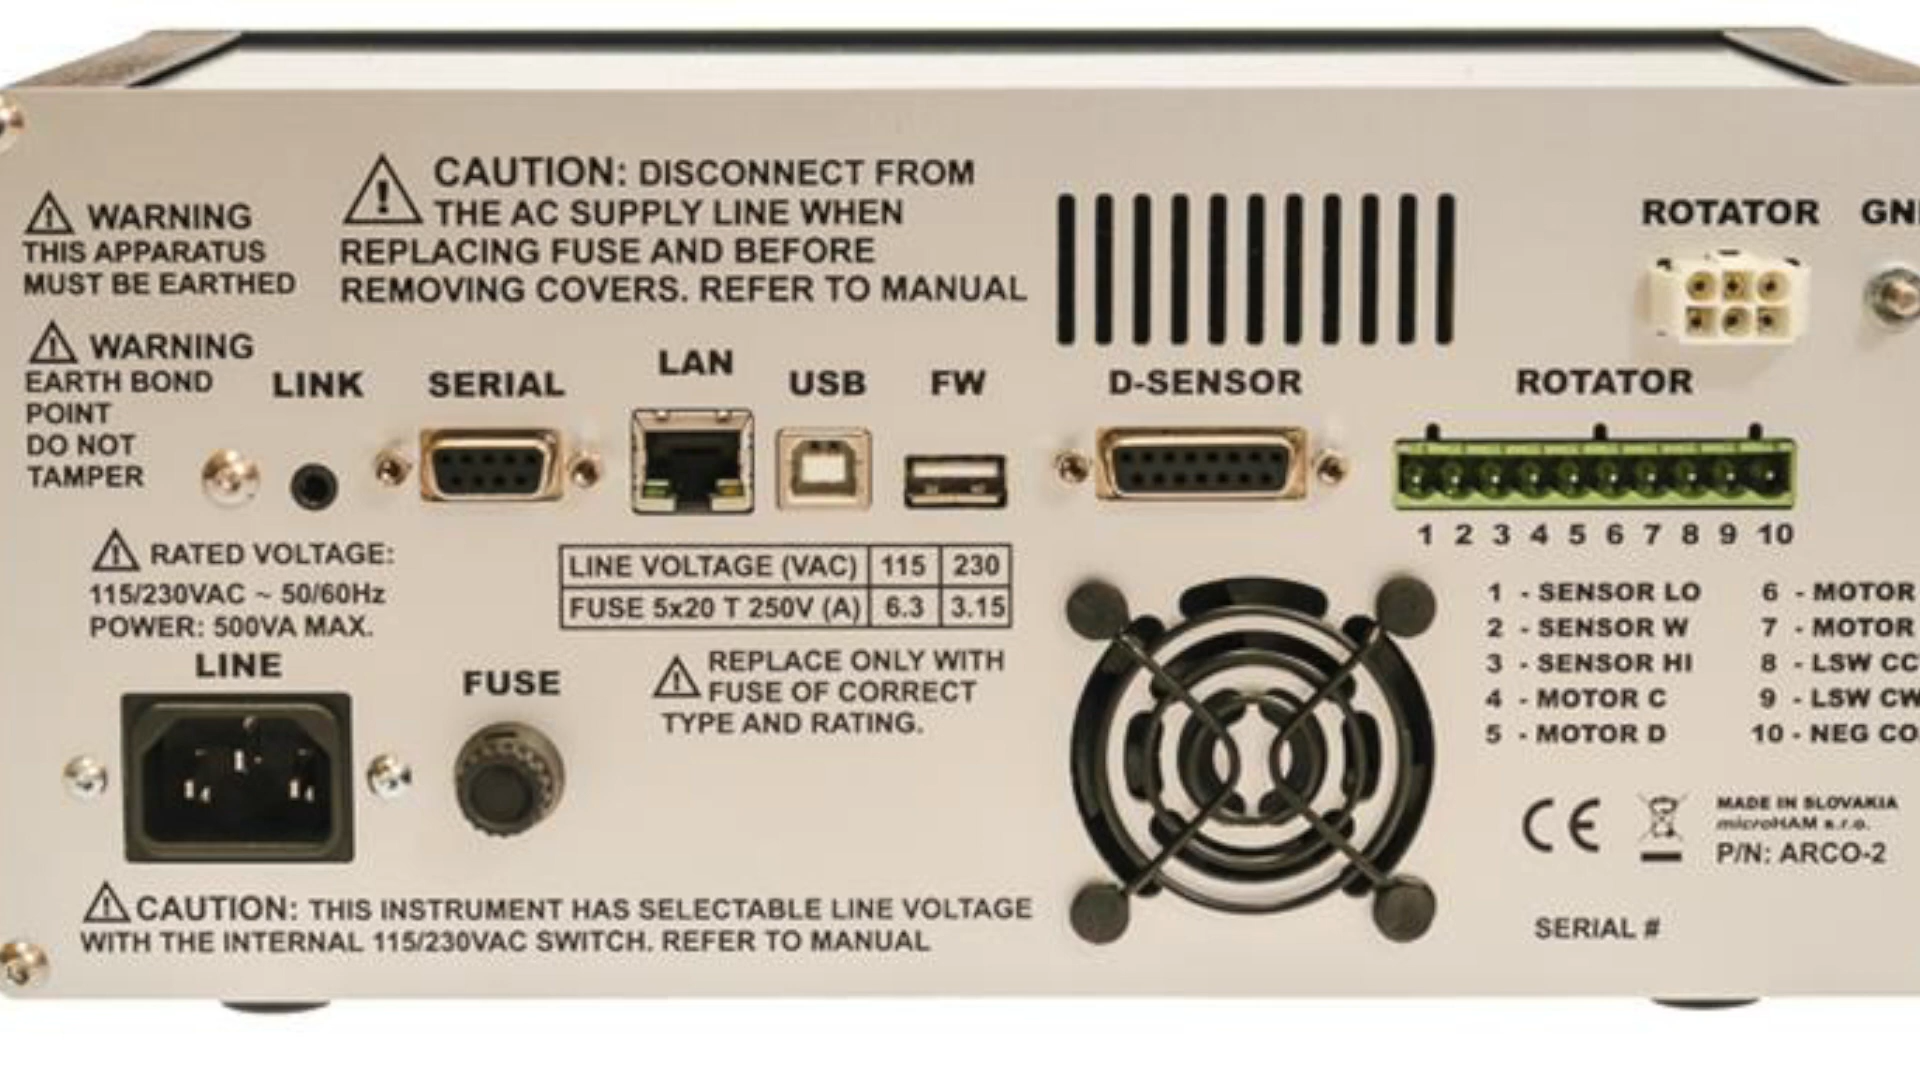 WARNING
THIS APPARATUS
MUST BE EARTHED
CAUTION: DISCONNECT FROM
THE AC SUPPLY LINE WHEN
REPLACING FUSE AND BEFORE
REMOVING COVERS. REFER TO MANUAL
WARNING
EARTH BOND
POINT
DO NOT
TAMPER
LINK
SERIAL
LAN
USB
FW
D-SENSOR
ROTATOR
ROTATOR
1 2 3 4 5 6 7 8 9 10
RATED VOLTAGE:
115/230VAC ~ 50/60Hz
POWER: 500VA MAX.
LINE VOLTAGE (VAC) 115 230
FUSE 5x20 T 250V (A) 6.3 3.15
REPLACE ONLY WITH
FUSE OF CORRECT
TYPE AND RATING.
LINE
FUSE
1 - SENSOR LO
2 - SENSOR W
3 - SENSOR HI
4 - MOTOR C
5 - MOTOR D
6 - MOTOR
7 - MOTOR
8 - LSW
9 - LSW
10 - NEG
CE
MADE IN SLOVAKIA
microHAM s.r.o.
P/N: ARCO-2
SERIAL #
CAUTION: THIS INSTRUMENT HAS SELECTABLE LINE VOLTAGE
WITH THE INTERNAL 115/230VAC SWITCH. REFER TO MANUAL